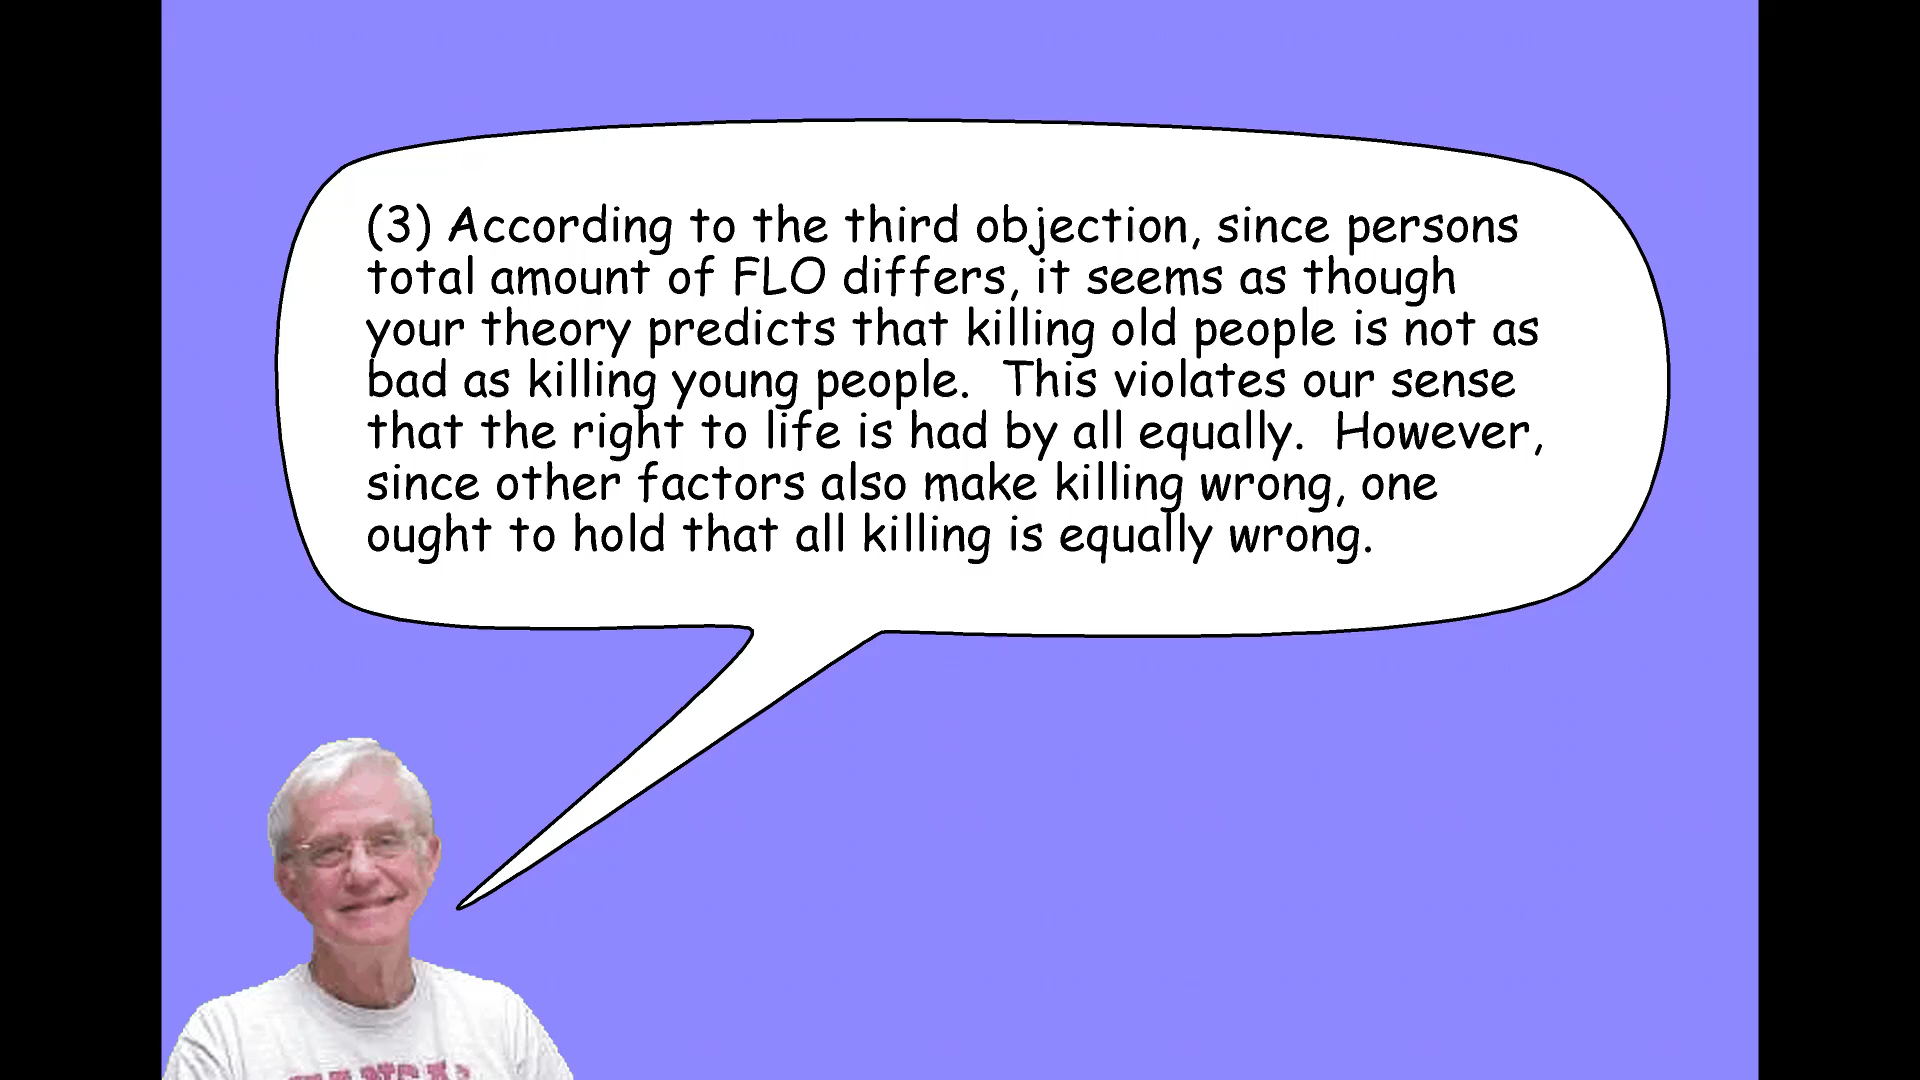 (3) According to the third objection, since persons
total amount of FLO differs, it seems as though
your theory predicts that killing old people is not as
bad as killing young people.  This violates our sense
that the right to life is had by all equally.  However,
since other factors also make killing wrong, one
ought to hold that all killing is equally wrong.